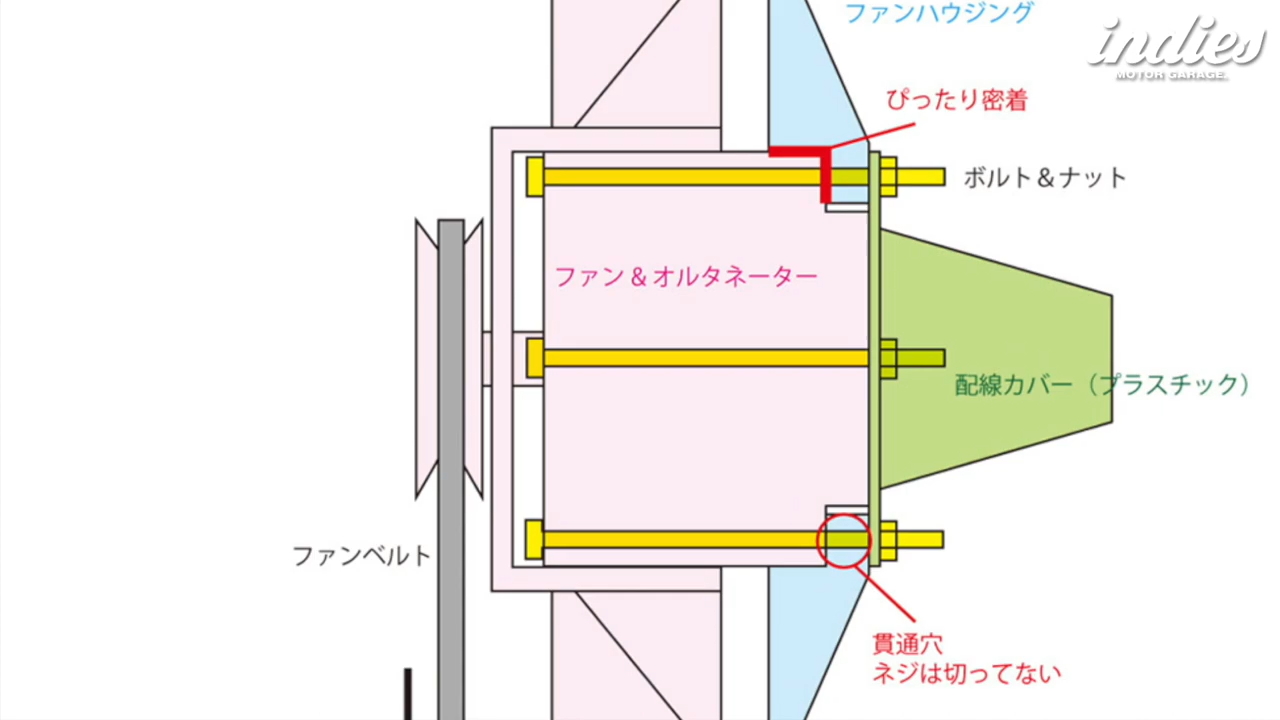 ファンハウジング
indies
MOTOR GARAGE.
ぴったり密着
ボルト＆ナット
ファン＆オルタネーター
配線カバー（プラスチック）
ファンベルト
貫通穴
ネジは切ってない